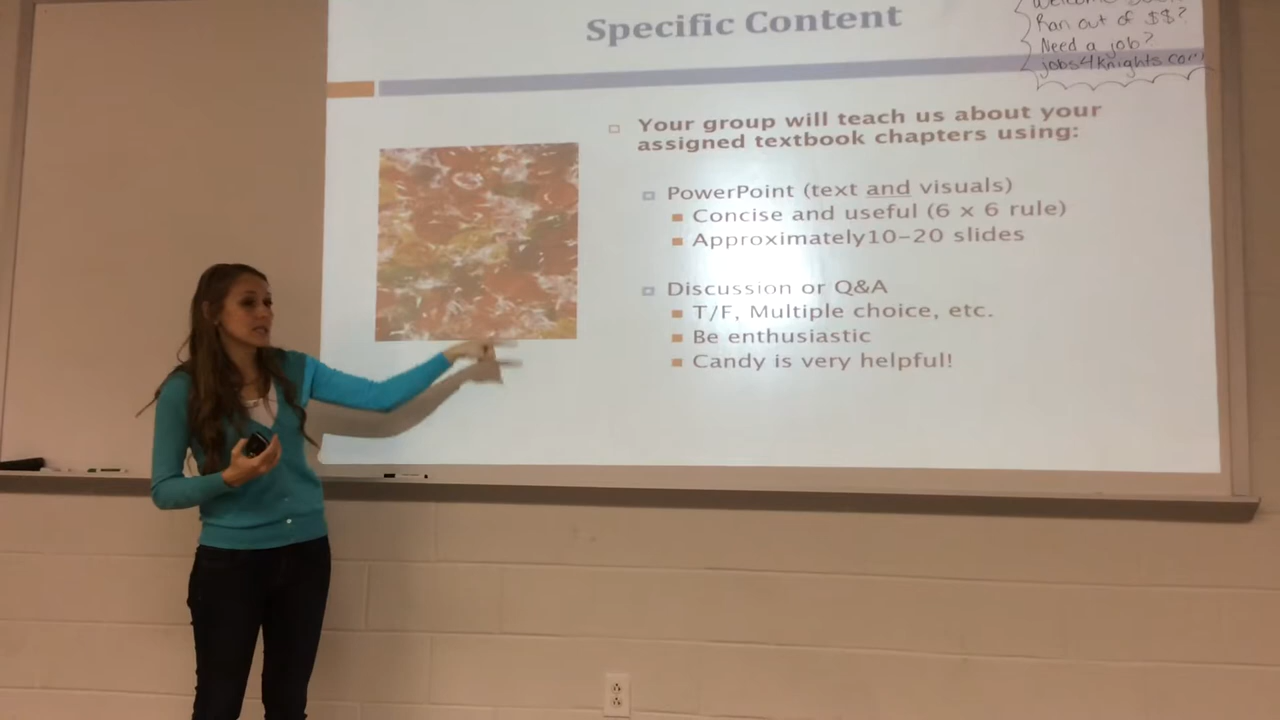 Specific Content
Ran out of $$?
Need a job?
jobs4knights.com
Your group will teach us about your
assigned textbook chapters using:
PowerPoint (text and visuals)
Concise and useful (6 x 6 rule)
Approximately10-20 slides
Discussion or Q&A
T/F, Multiple choice, etc.
Be enthusiastic
Candy is very helpful!